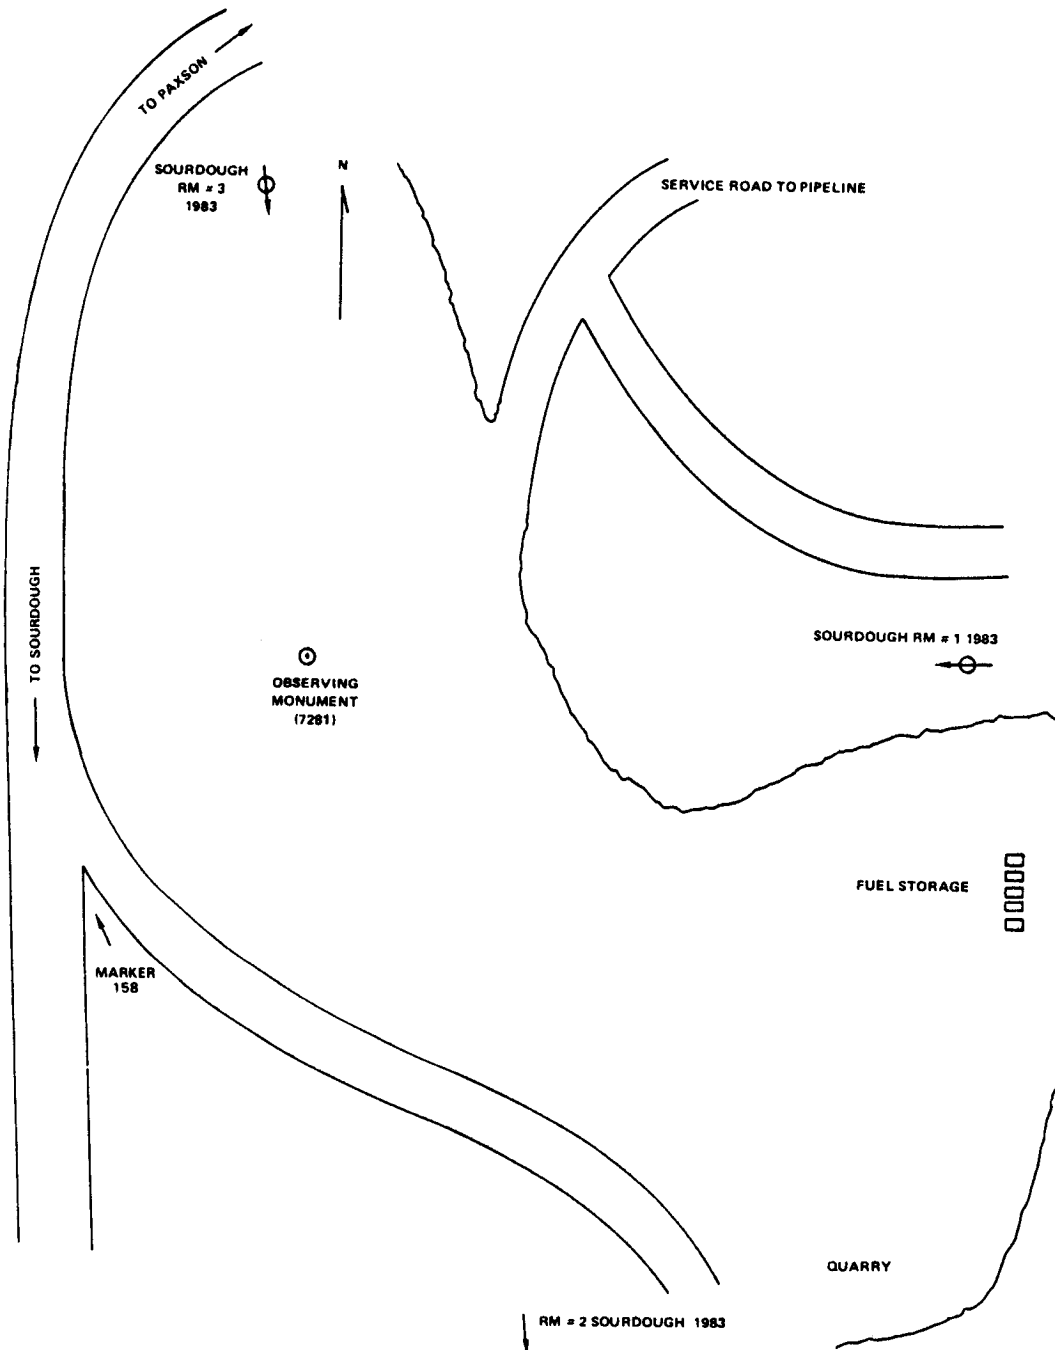 TO PAXSON
SOURDOUGH
RM # 3
1983
N
SERVICE ROAD TO PIPELINE
TO SOURDOUGH
SOURDOUGH RM # 1 1983
OBSERVING
MONUMENT
(7281)
FUEL STORAGE
MARKER
158
QUARRY
RM # 2 SOURDOUGH 1983